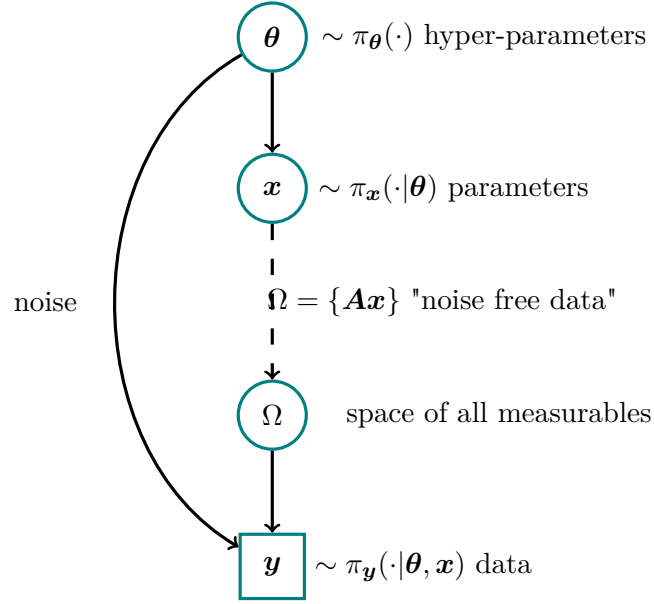 θ ∼ π_θ(·) hyper-parameters
x ∼ π_x(·|θ) parameters
noise
Ω = {Ax} "noise free data"
Ω space of all measurables
y ∼ π_y(·|θ, x) data